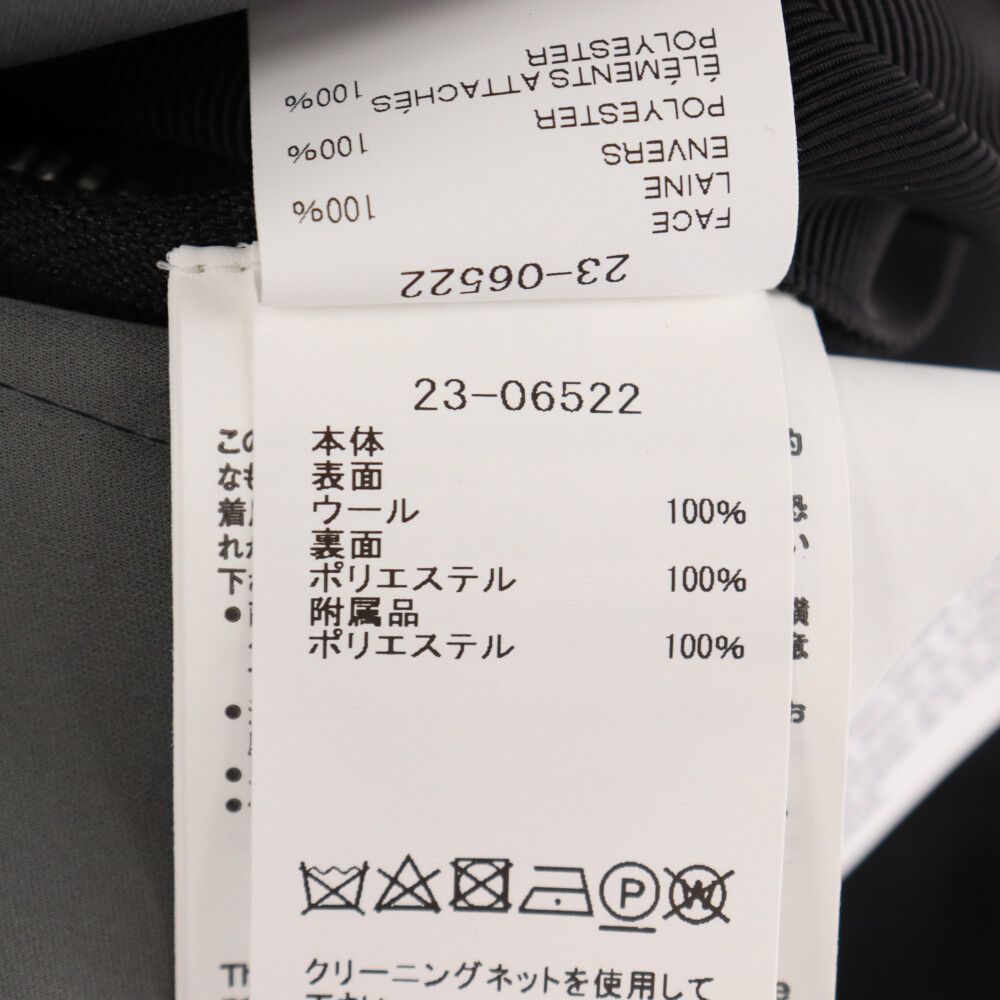 23-06522
FACE
LAINE 100%
ENVERS
POLYESTER 100%
ÉLÉMENTS ATTACHÉS
POLYESTER 100%
23-06522
本体
表面
ウール 100%
裏面
ポリエステル 100%
附属品
ポリエステル 100%
P
W
クリーニングネットを使用して